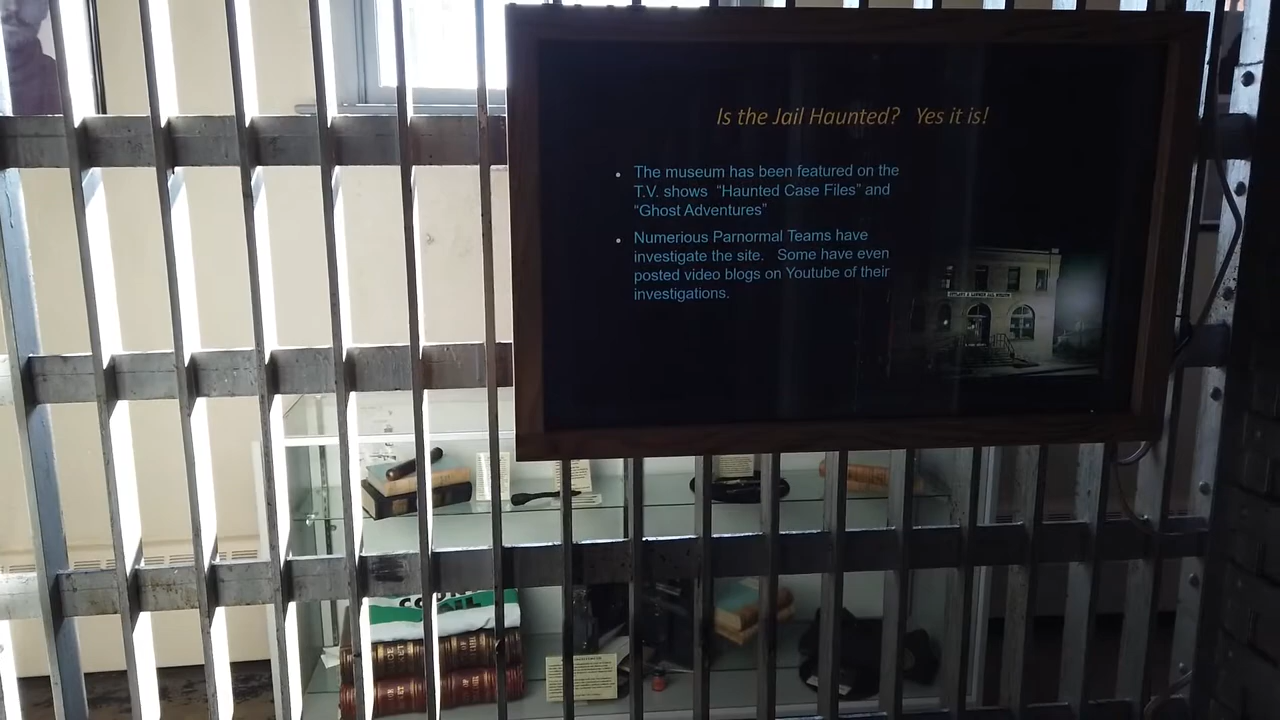 Is the Jail Haunted? Yes it is!
• The museum has been featured on the
T.V. shows "Haunted Case Files" and
"Ghost Adventures"
• Numerious Parnormal Teams have
investigate the site. Some have even
posted video blogs on Youtube of their
investigations.